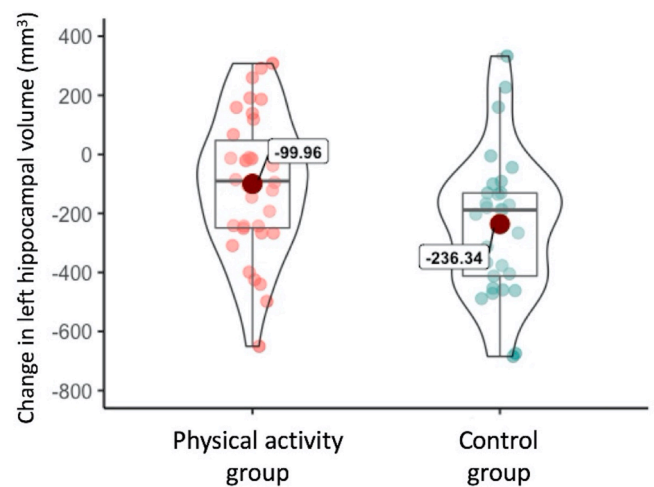 Change in left hippocampal volume (mm³)
400
200
0
-200
-400
-600
-800
-99.96
-236.34
Physical activity
group
Control
group